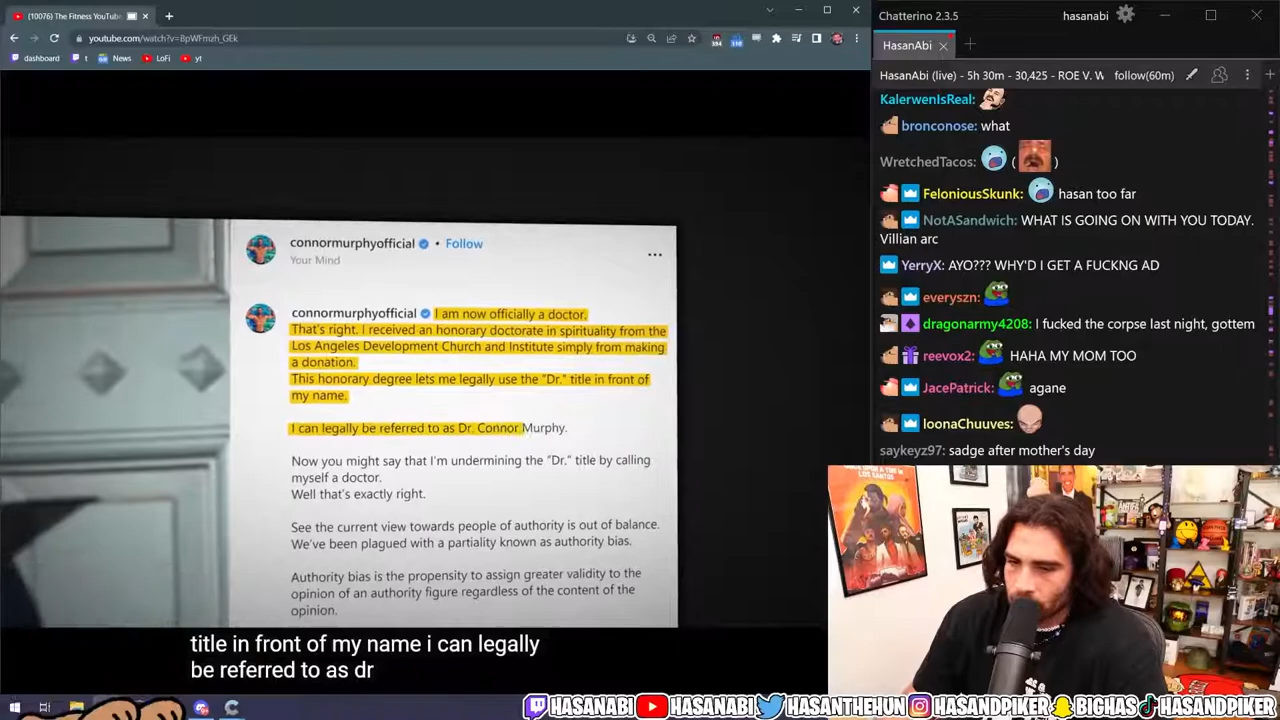 (10076) The Fitness YouTube
youtube.com/watch?v=BpWFmzh_GEk
dashboard
t
News
LoFi
yt
connormurphyofficial • Follow
Your Mind
connormurphyofficial I am now officially a doctor.
That's right. I received an honorary doctorate in spirituality from the
Los Angeles Development Church and Institute simply from making
a donation.
This honorary degree lets me legally use the "Dr." title in front of
my name.
I can legally be referred to as Dr. Connor Murphy.
Now you might say that I'm undermining the "Dr." title by calling
myself a doctor.
Well that's exactly right.
See the current view towards people of authority is out of balance.
We've been plagued with a partiality known as authority bias.
Authority bias is the propensity to assign greater validity to the
opinion of an authority figure regardless of the content of the
opinion.
title in front of my name i can legally
be referred to as dr
Chatterino 2.3.5
hasanabi
HasanAbi
HasanAbi (live) - 5h 30m - 30,425 - ROE V. W
follow(60m)
KalerwenIsReal:
bronconose: what
WretchedTacos: ( )
FeloniousSkunk: hasan too far
NotASandwich: WHAT IS GOING ON WITH YOU TODAY.
Villian arc
YerryX: AYO??? WHY'D I GET A FUCKNG AD
everyszn:
dragonarmy4208: I fucked the corpse last night, gottem
reevox2: HAHA MY MOM TOO
JacePatrick: agane
loonaChuuves:
saykeyz97: sadge after mother's day
LOS SANTOS
HASANABI HASANABI HASANTHEHUN HASANDPIKER BIGHAS HASANDPIKER